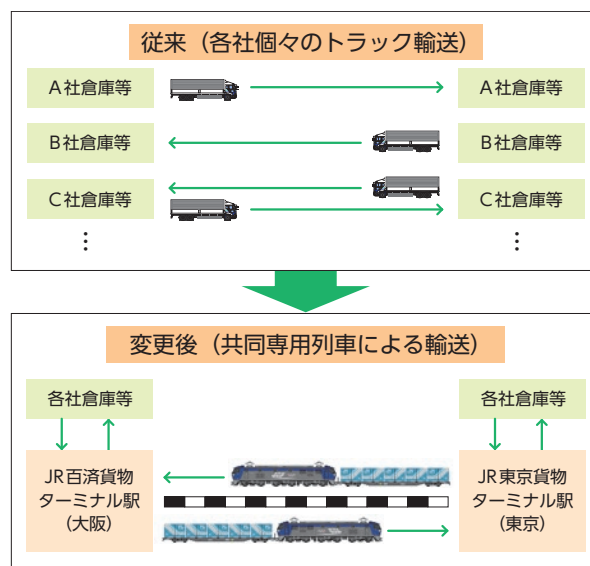 従来（各社個々のトラック輸送）
A社倉庫等
A社倉庫等
B社倉庫等
B社倉庫等
C社倉庫等
C社倉庫等
⋮
⋮
変更後（共同専用列車による輸送）
各社倉庫等
各社倉庫等
JR百済貨物
ターミナル駅
（大阪）
JR東京貨物
ターミナル駅
（東京）